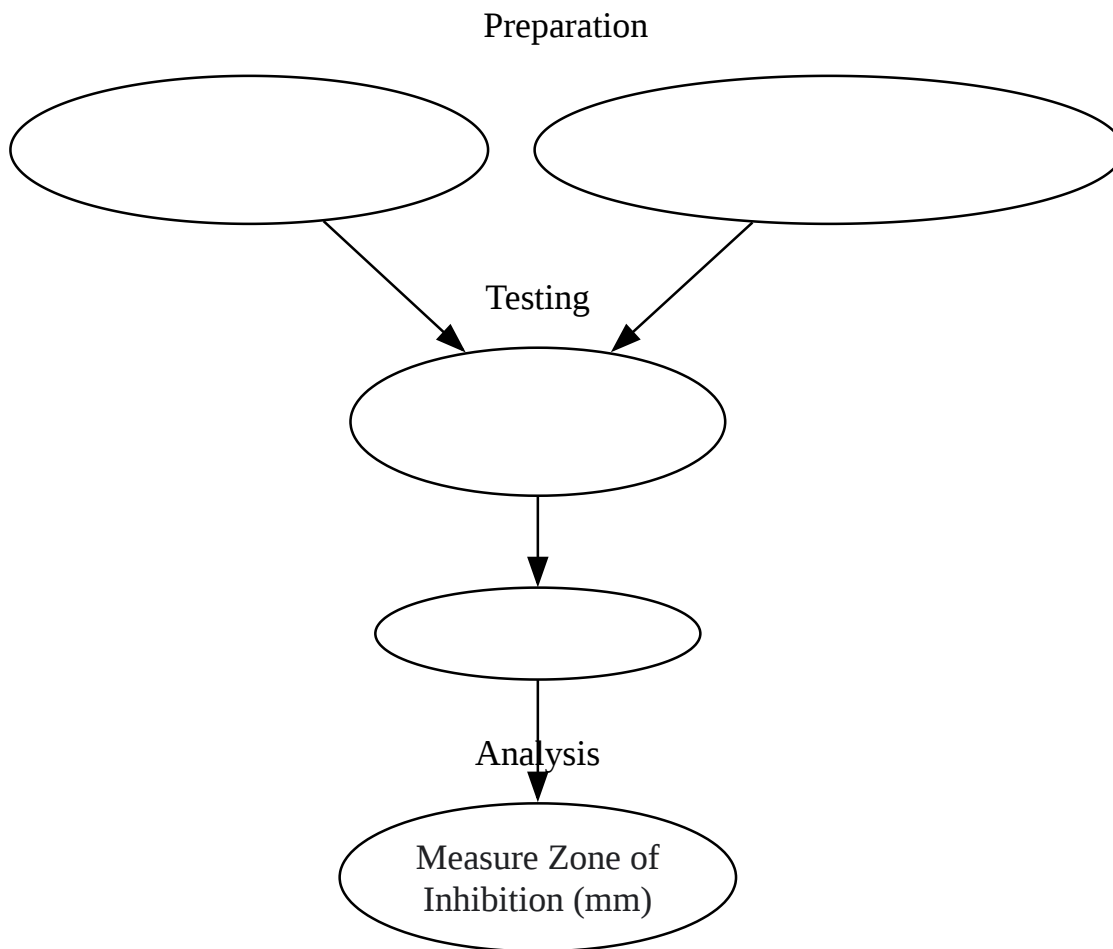 Preparation
Testing
Analysis
Measure Zone of
Inhibition (mm)